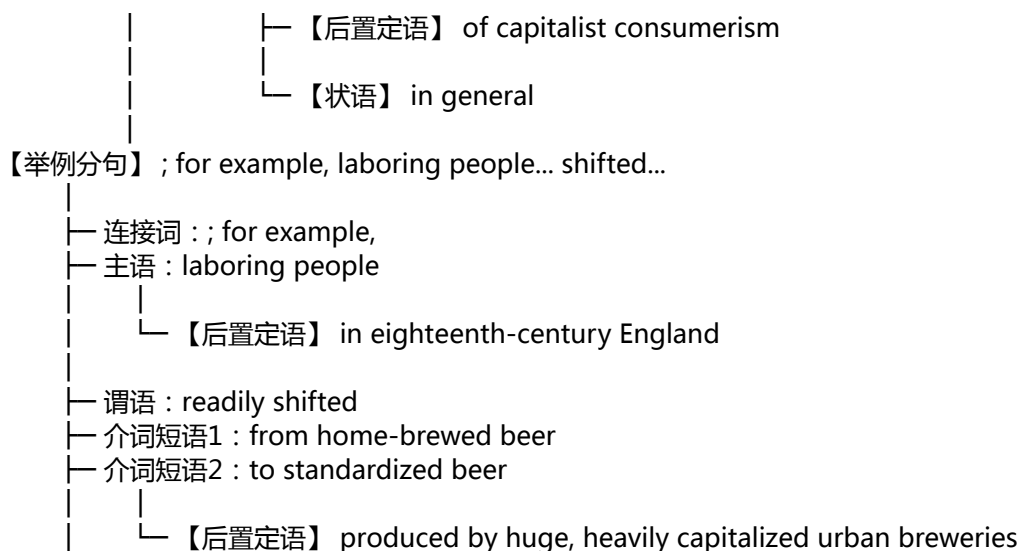 【后置定语】 of capitalist consumerism
【状语】 in general
【举例分句】 ; for example, laboring people... shifted...
连接词：; for example,
主语：laboring people
【后置定语】 in eighteenth-century England
谓语：readily shifted
介词短语1：from home-brewed beer
介词短语2：to standardized beer
【后置定语】 produced by huge, heavily capitalized urban breweries